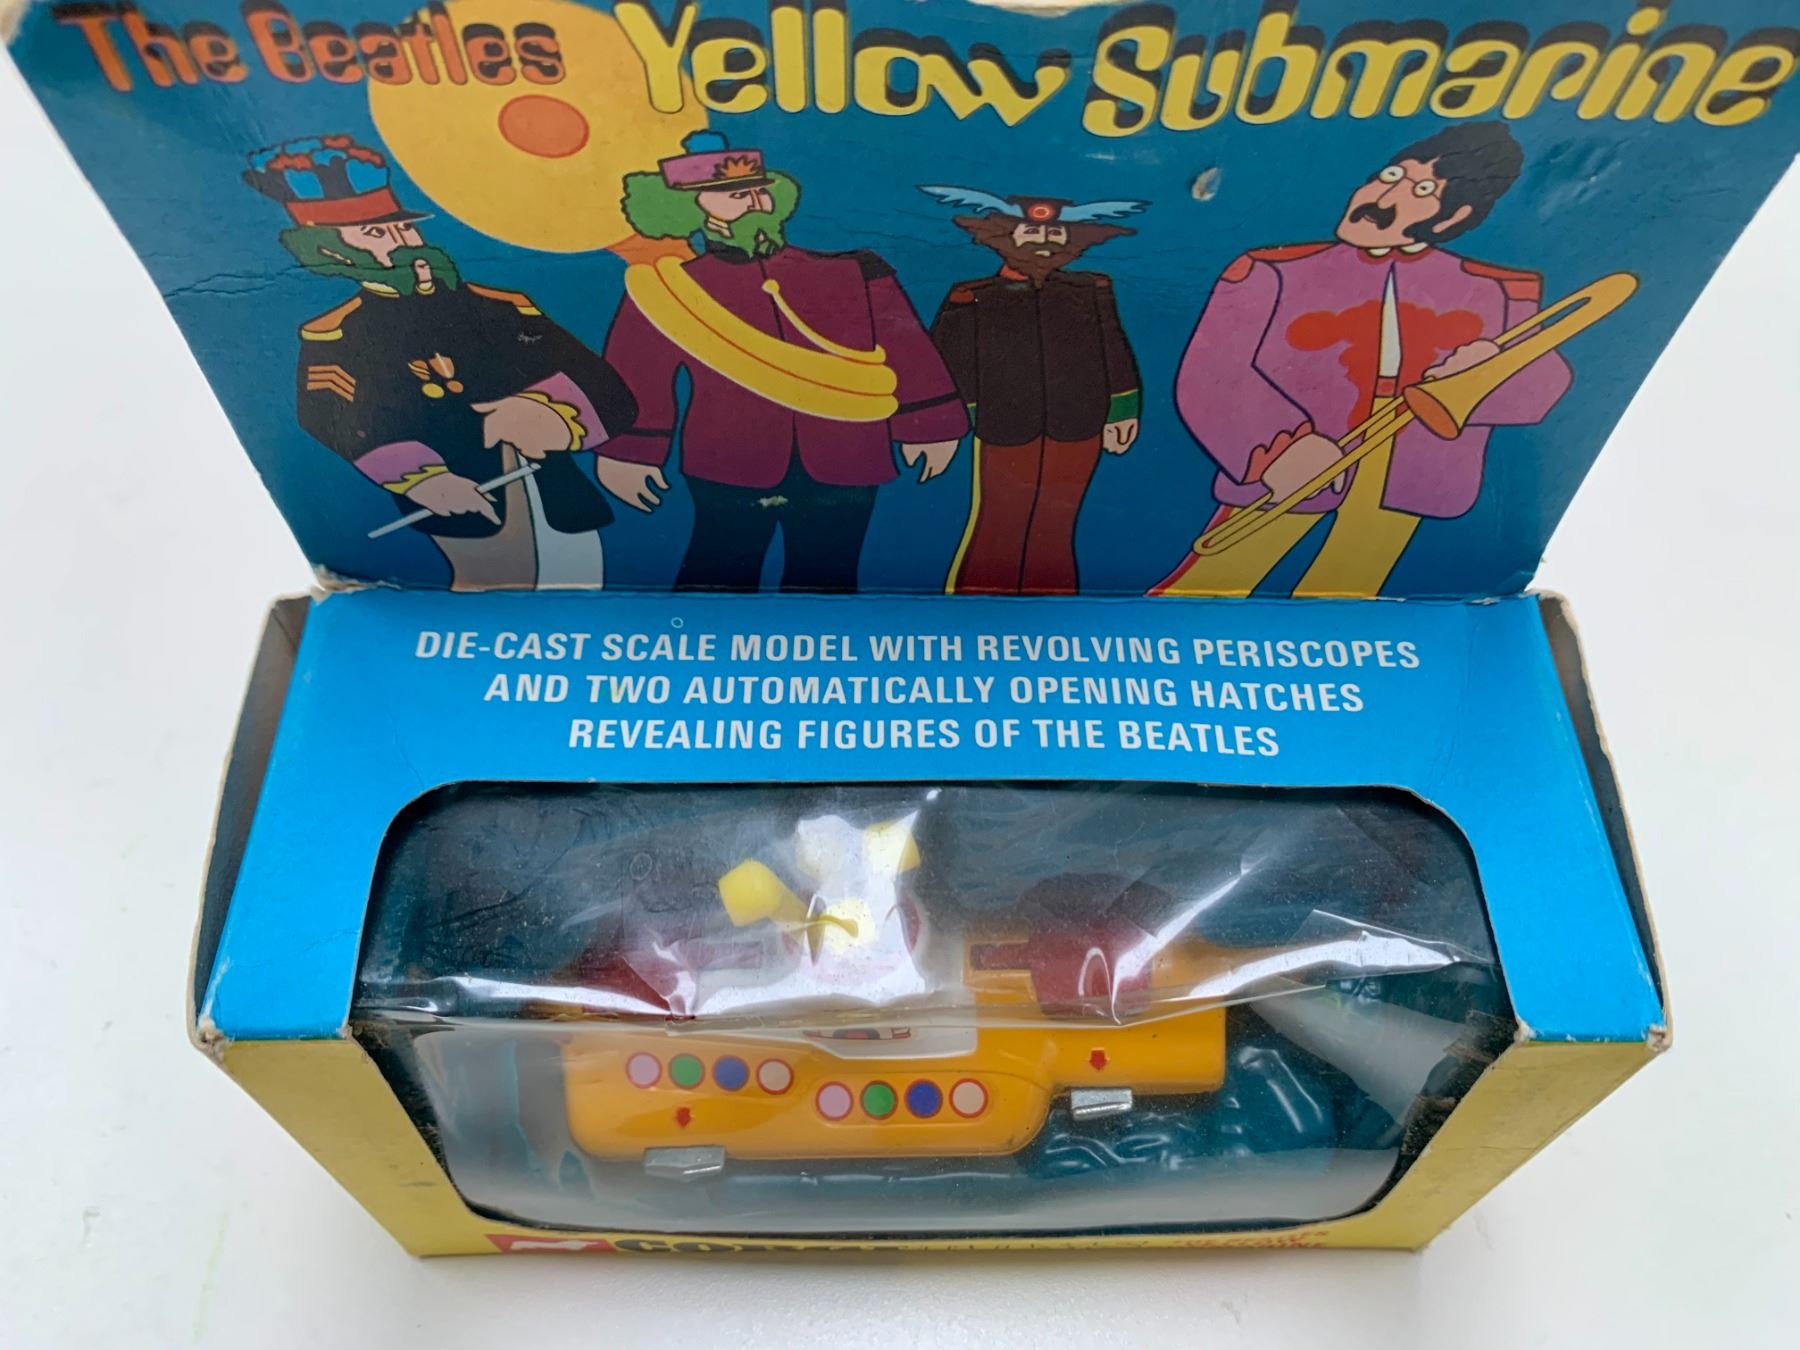 The Beatles Yellow Submarine
DIE-CAST SCALE MODEL WITH REVOLVING PERISCOPES
AND TWO AUTOMATICALLY OPENING HATCHES
REVEALING FIGURES OF THE BEATLES